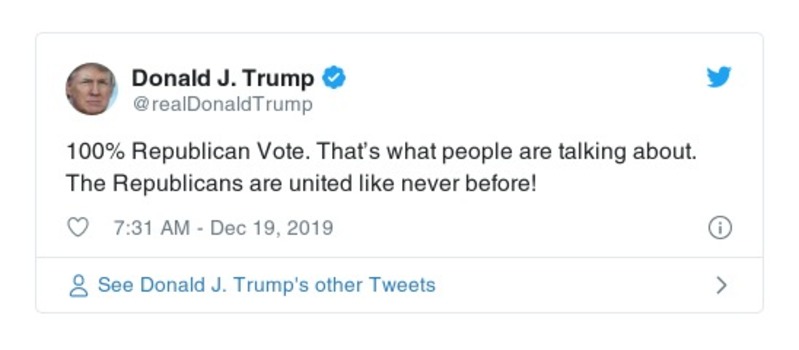 Donald J. Trump
@realDonaldTrump
100% Republican Vote. That’s what people are talking about.
The Republicans are united like never before!
7:31 AM - Dec 19, 2019
See Donald J. Trump's other Tweets